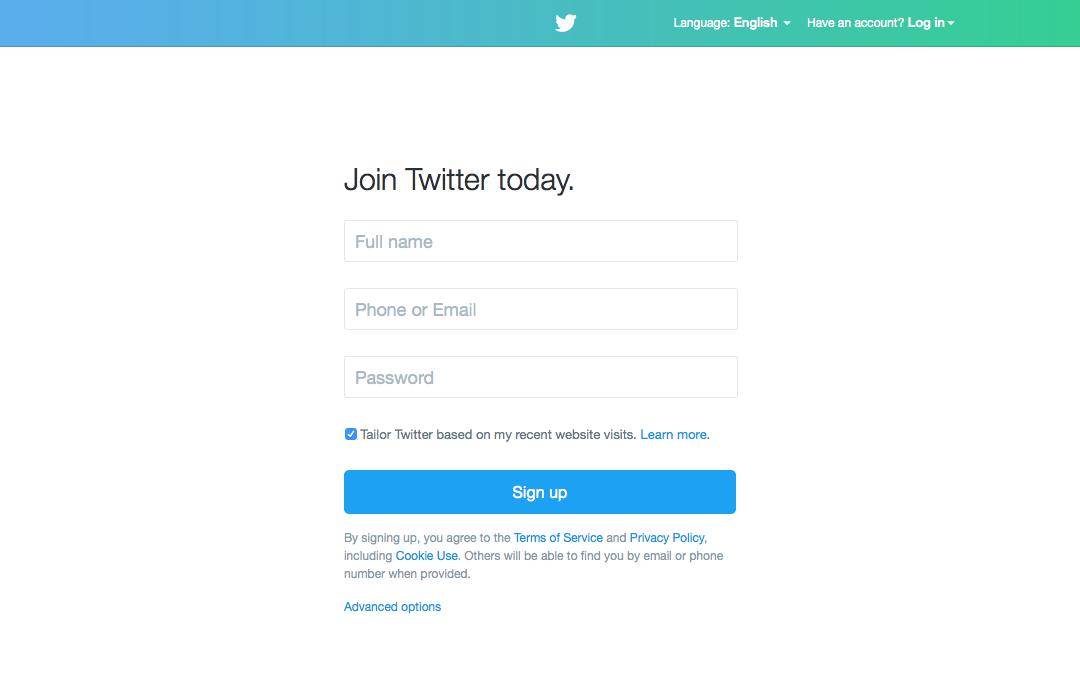 Language: English Have an account? Log in
Join Twitter today.
Full name
Phone or Email
Password
Tailor Twitter based on my recent website visits. Learn more.
Sign up
By signing up, you agree to the Terms of Service and Privacy Policy,
including Cookie Use. Others will be able to find you by email or phone
number when provided.
Advanced options